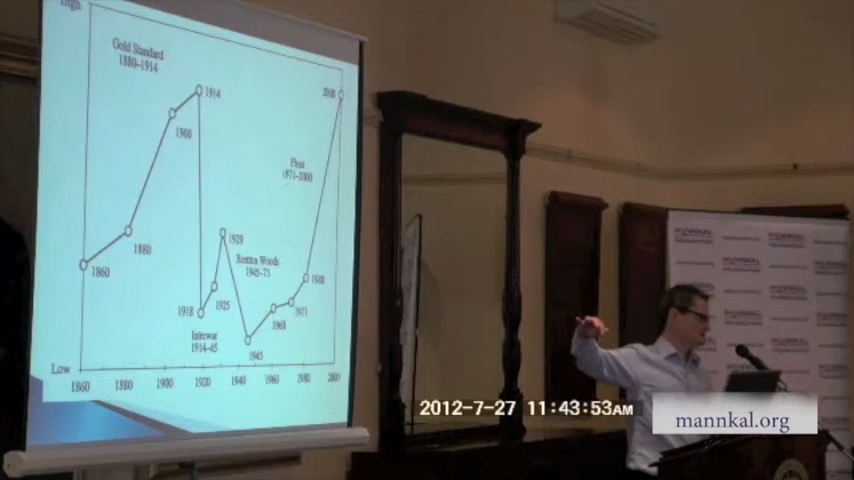 High
Gold Standard
1880–1914
1914
1900
2000
Float
1971–2000
1880
1860
1929
Bretton Woods
1945–71
1980
1925
1918
1971
1960
Interwar
1914–45
1945
Low
1860 1880 1900 1920 1940 1960 1980 2000
2012-7-27 11:43:53AM
mannkal.org
MANNKAL
MANNKAL